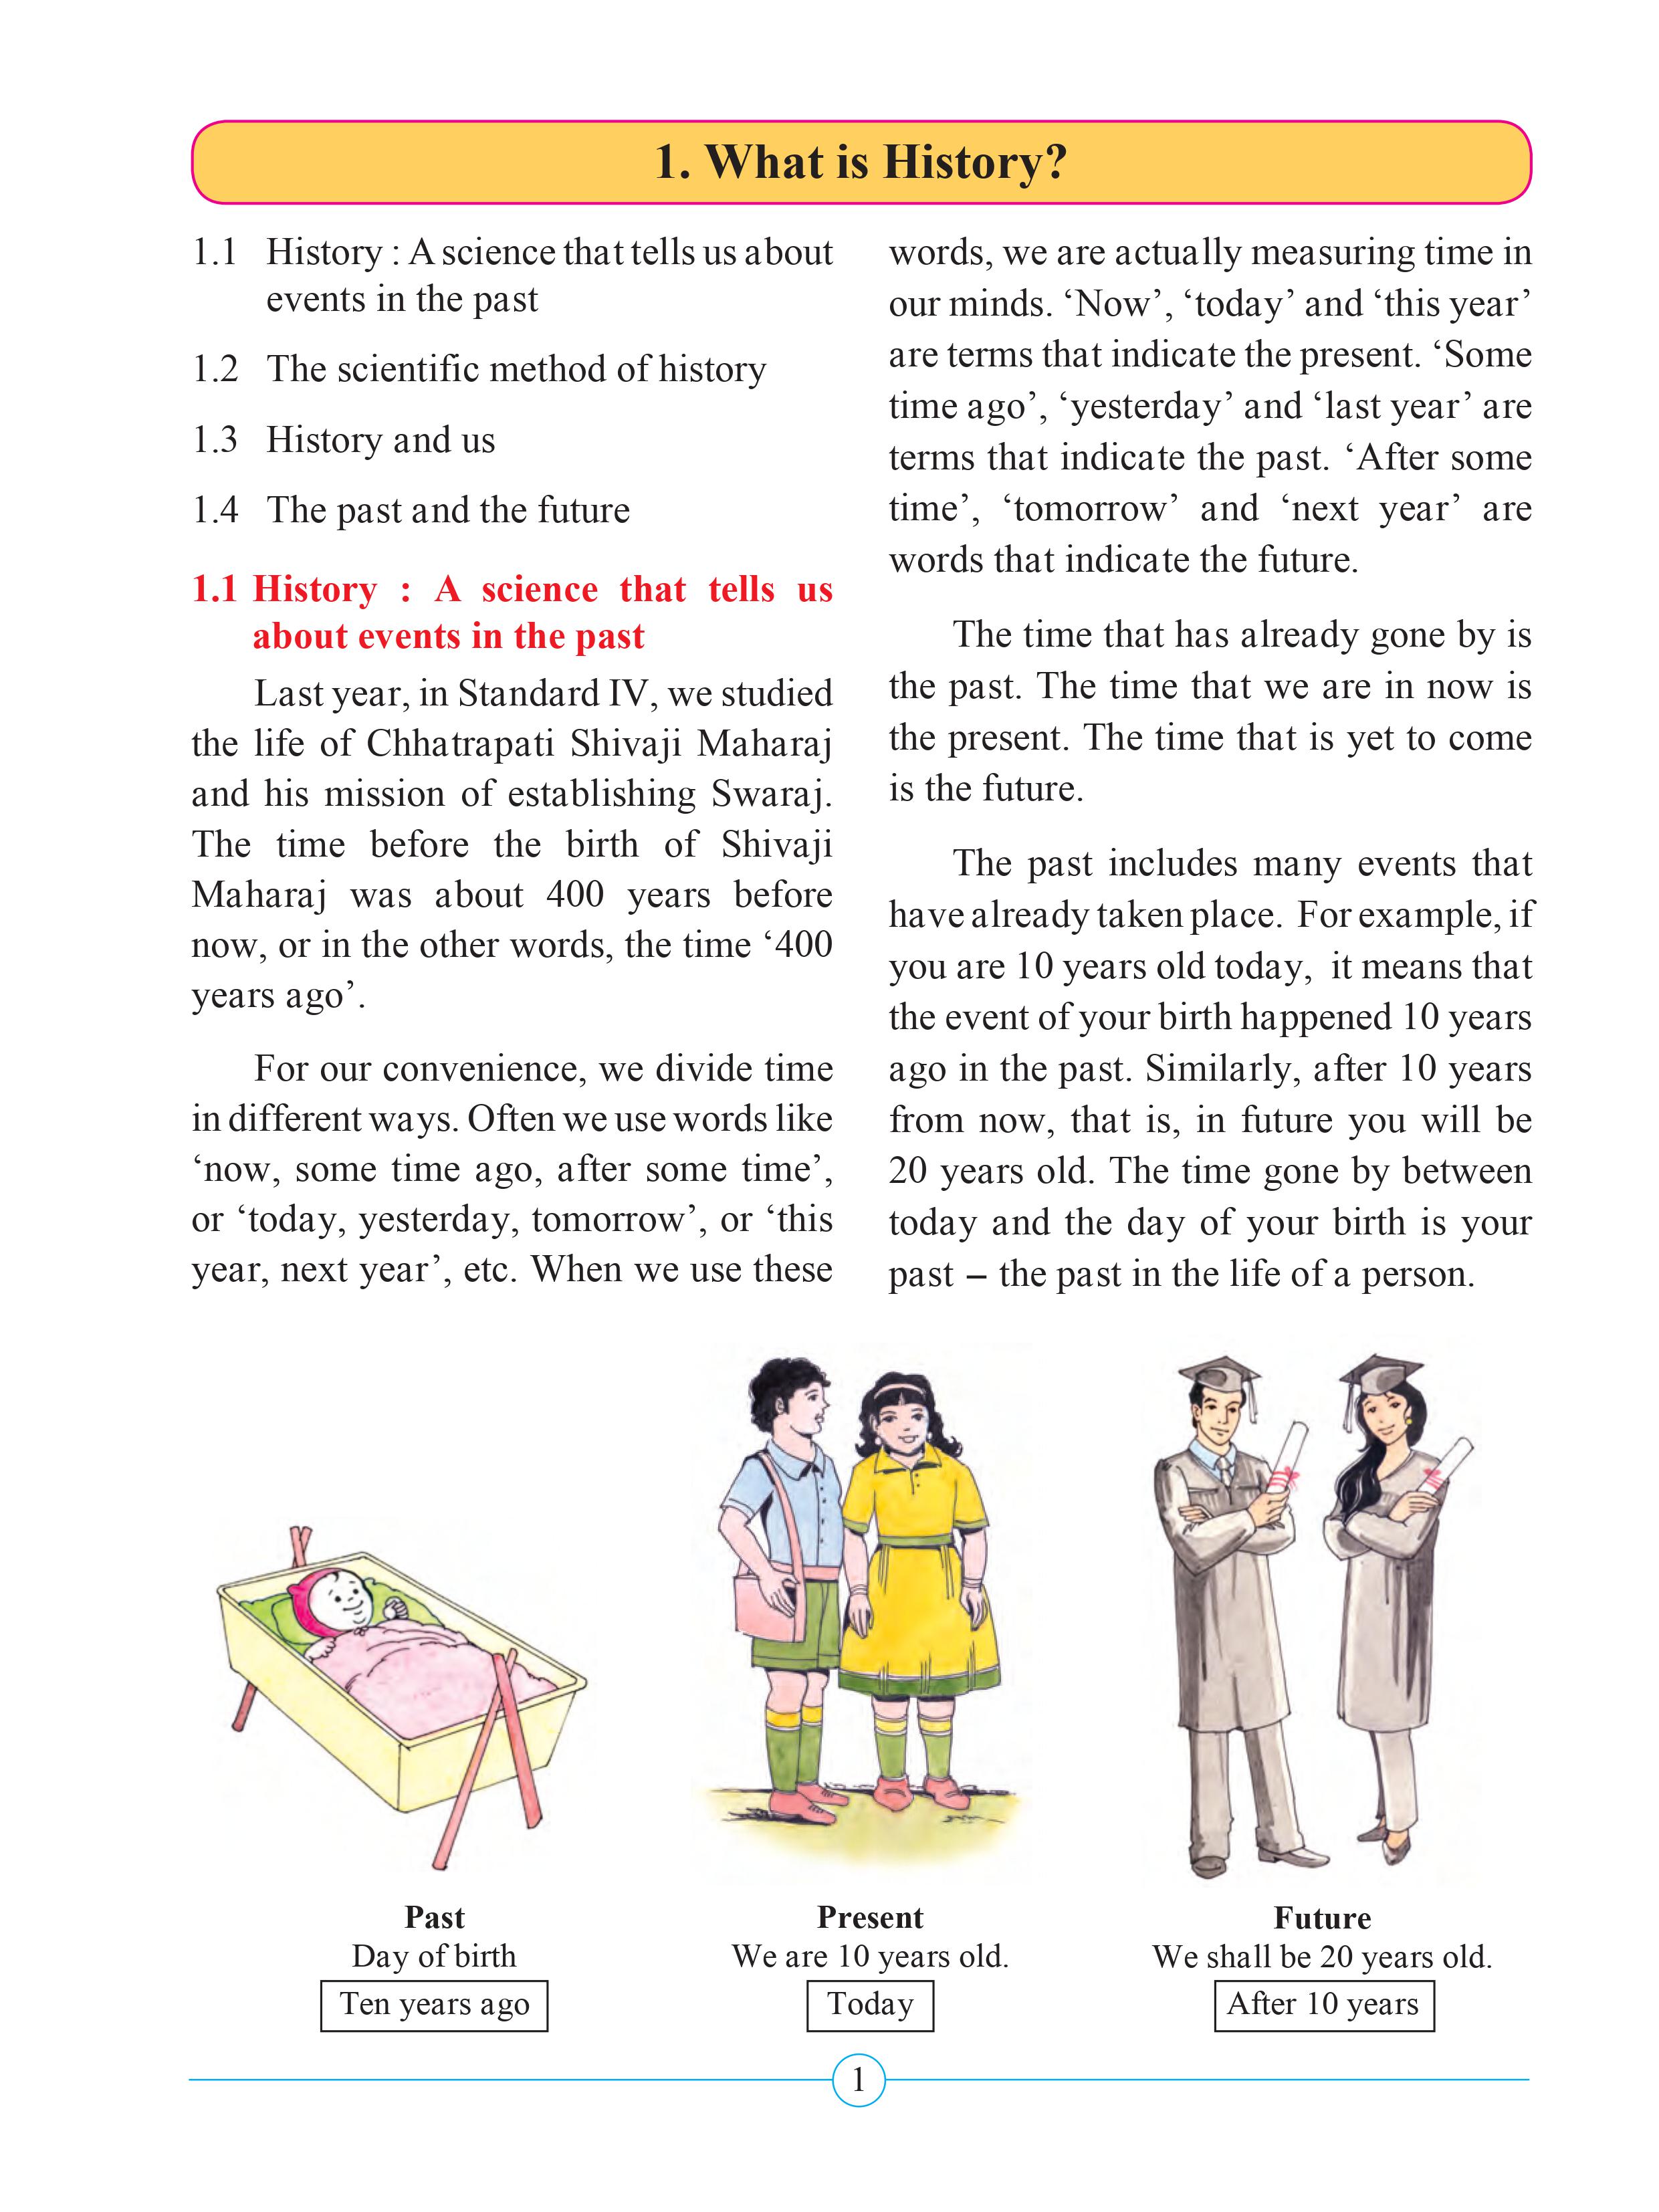 1. What is History?
1.1 History : A science that tells us about
events in the past
1.2 The scientific method of history
1.3 History and us
1.4 The past and the future
1.1 History : A science that tells us
about events in the past
Last year, in Standard IV, we studied
the life of Chhatrapati Shivaji Maharaj
and his mission of establishing Swaraj.
The time before the birth of Shivaji
Maharaj was about 400 years before
now, or in the other words, the time ‘400
years ago’.
For our convenience, we divide time
in different ways. Often we use words like
‘now, some time ago, after some time’,
or ‘today, yesterday, tomorrow’, or ‘this
year, next year’, etc. When we use these
words, we are actually measuring time in
our minds. ‘Now’, ‘today’ and ‘this year’
are terms that indicate the present. ‘Some
time ago’, ‘yesterday’ and ‘last year’ are
terms that indicate the past. ‘After some
time’, ‘tomorrow’ and ‘next year’ are
words that indicate the future.
The time that has already gone by is
the past. The time that we are in now is
the present. The time that is yet to come
is the future.
The past includes many events that
have already taken place. For example, if
you are 10 years old today, it means that
the event of your birth happened 10 years
ago in the past. Similarly, after 10 years
from now, that is, in future you will be
20 years old. The time gone by between
today and the day of your birth is your
past – the past in the life of a person.
Past
Day of birth
Ten years ago
Present
We are 10 years old.
Today
Future
We shall be 20 years old.
After 10 years
1